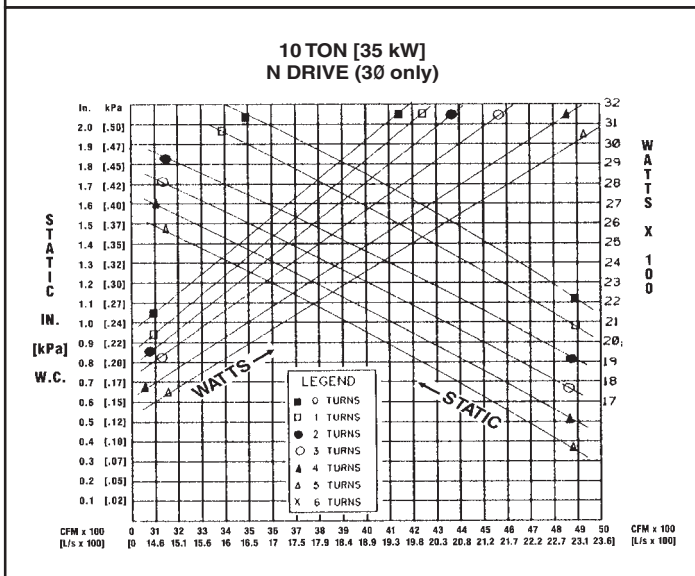 10 TON [35 kW]
N DRIVE (3Ø only)
In. kPa
2.0 [.50]
1.9 [.47]
1.8 [.45]
1.7 [.42]
1.6 [.40]
1.5 [.37]
1.4 [.35]
1.3 [.32]
1.2 [.30]
1.1 [.27]
1.0 [.24]
0.9 [.22]
0.8 [.20]
0.7 [.17]
0.6 [.15]
0.5 [.12]
0.4 [.10]
0.3 [.07]
0.2 [.05]
0.1 [.02]
STATIC
IN.
[kPa]
W.C.
32
31
30
29
28
27
26
25
24
23
22
21
20
19
18
17
WATTS X 100
WATTS
STATIC
LEGEND
0 TURNS
1 TURNS
2 TURNS
3 TURNS
4 TURNS
5 TURNS
X 6 TURNS
CFM x 100 0 31 32 33 34 35 36 37 38 39 40 41 42 43 44 45 46 47 48 49 50 CFM x 100
[L/s x 100] [0 14.6 15.1 15.6 16 16.5 17 17.5 17.9 18.4 18.9 19.3 19.8 20.3 20.8 21.2 21.7 22.2 22.7 23.1 23.6] [L/s x 100]